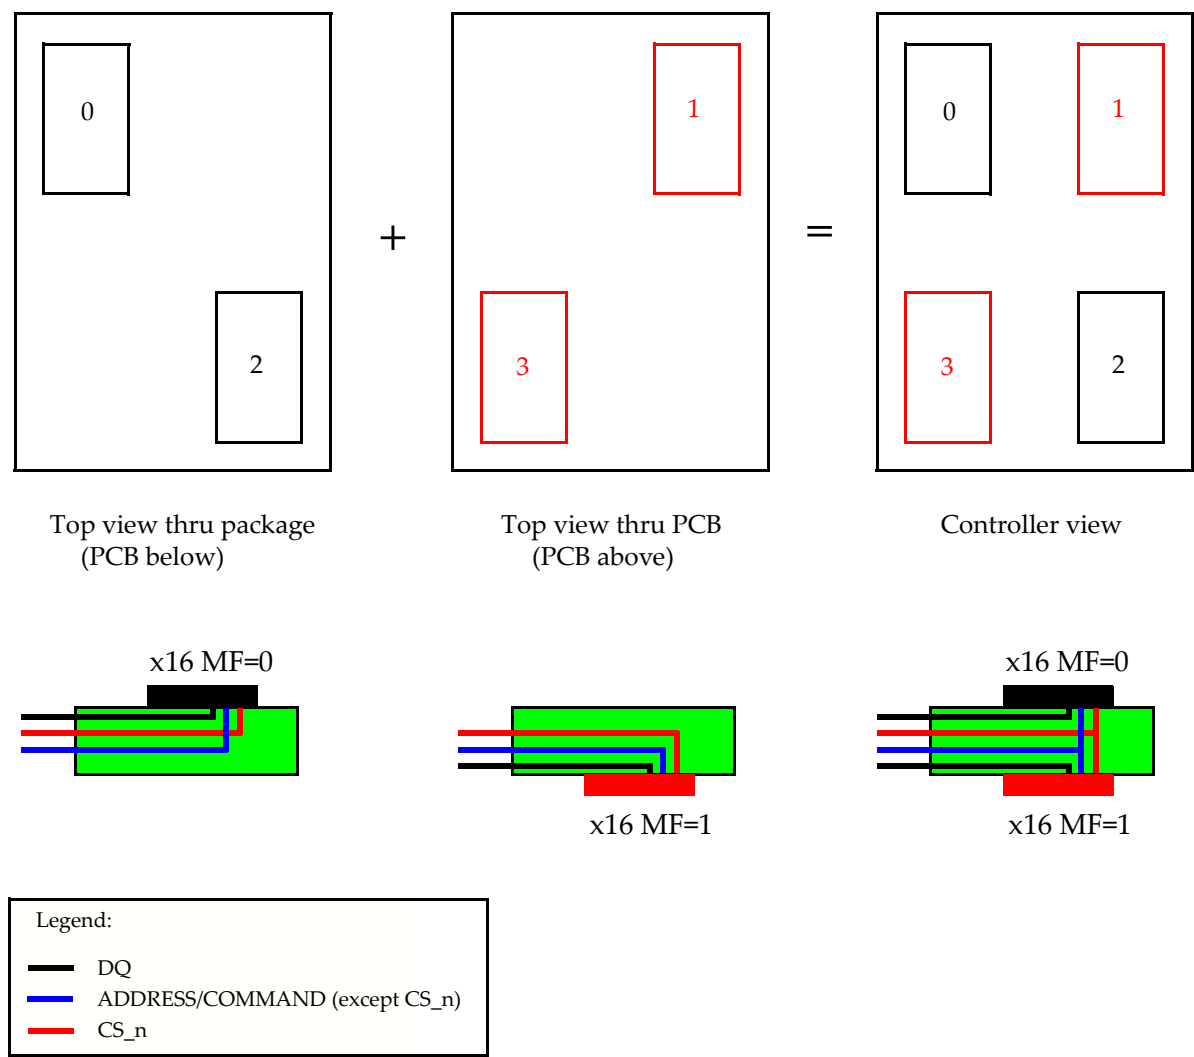 0
1
0
1
+
=
3
3
2
2
Top view thru package
(PCB below)
Top view thru PCB
(PCB above)
Controller view
x16 MF=0
x16 MF=0
x16 MF=1
x16 MF=1
Legend:
DQ
ADDRESS/COMMAND (except CS_n)
CS_n